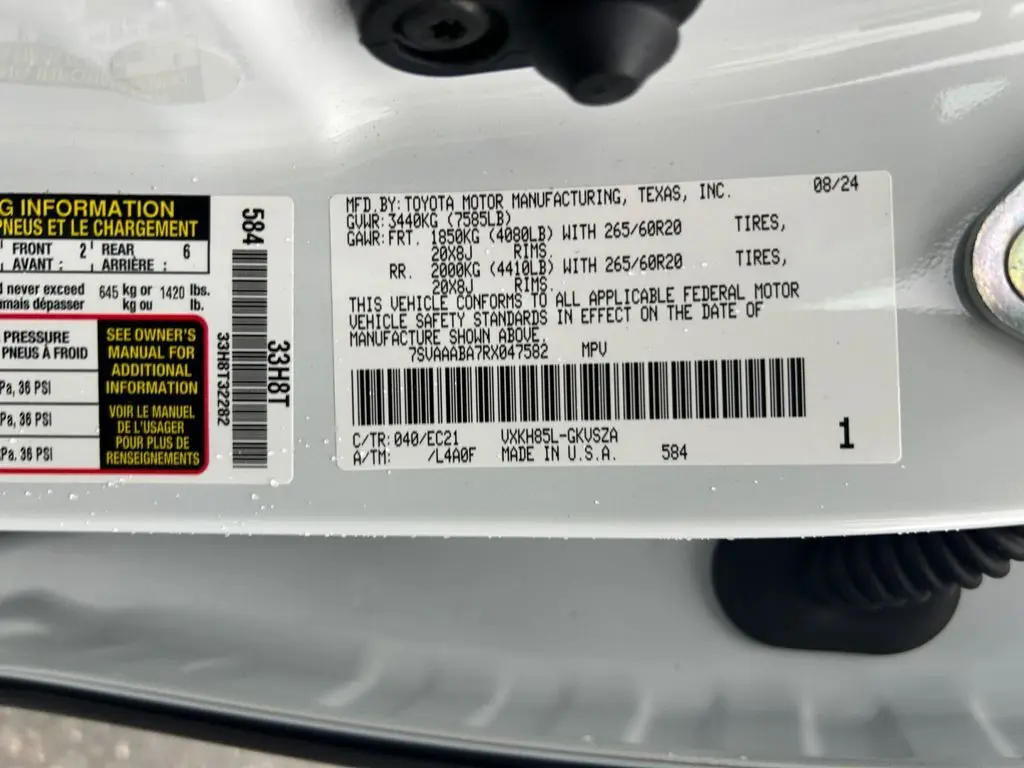 G INFORMATION
PNEUS ET LE CHARGEMENT
FRONT 2 REAR 6
AVANT : ARRIÈRE :
d never exceed 645 kg or 1420 lbs.
mais dépasser kg ou lb.
PRESSURE
PNEUS À FROID
Pa, 36 PSI
Pa, 36 PSI
Pa, 36 PSI
SEE OWNER'S
MANUAL FOR
ADDITIONAL
INFORMATION
VOIR LE MANUEL
DE L'USAGER
POUR PLUS DE
RENSEIGNEMENTS
584
33H8T32282
33H8T
MFD. BY: TOYOTA MOTOR MANUFACTURING, TEXAS, INC. 08/24
GVWR: 3440KG (7585LB)
GAWR: FRT. 1850KG (4080LB) WITH 265/60R20 TIRES,
20X8J RIMS.
RR. 2000KG (4410LB) WITH 265/60R20 TIRES,
20X8J RIMS.
THIS VEHICLE CONFORMS TO ALL APPLICABLE FEDERAL MOTOR
VEHICLE SAFETY STANDARDS IN EFFECT ON THE DATE OF
MANUFACTURE SHOWN ABOVE.
7SVAAABA7RX047582 MPV
C/TR: 040/EC21 VXKH85L-GKVSZA
A/TM: /L4A0F MADE IN U.S.A. 584
1